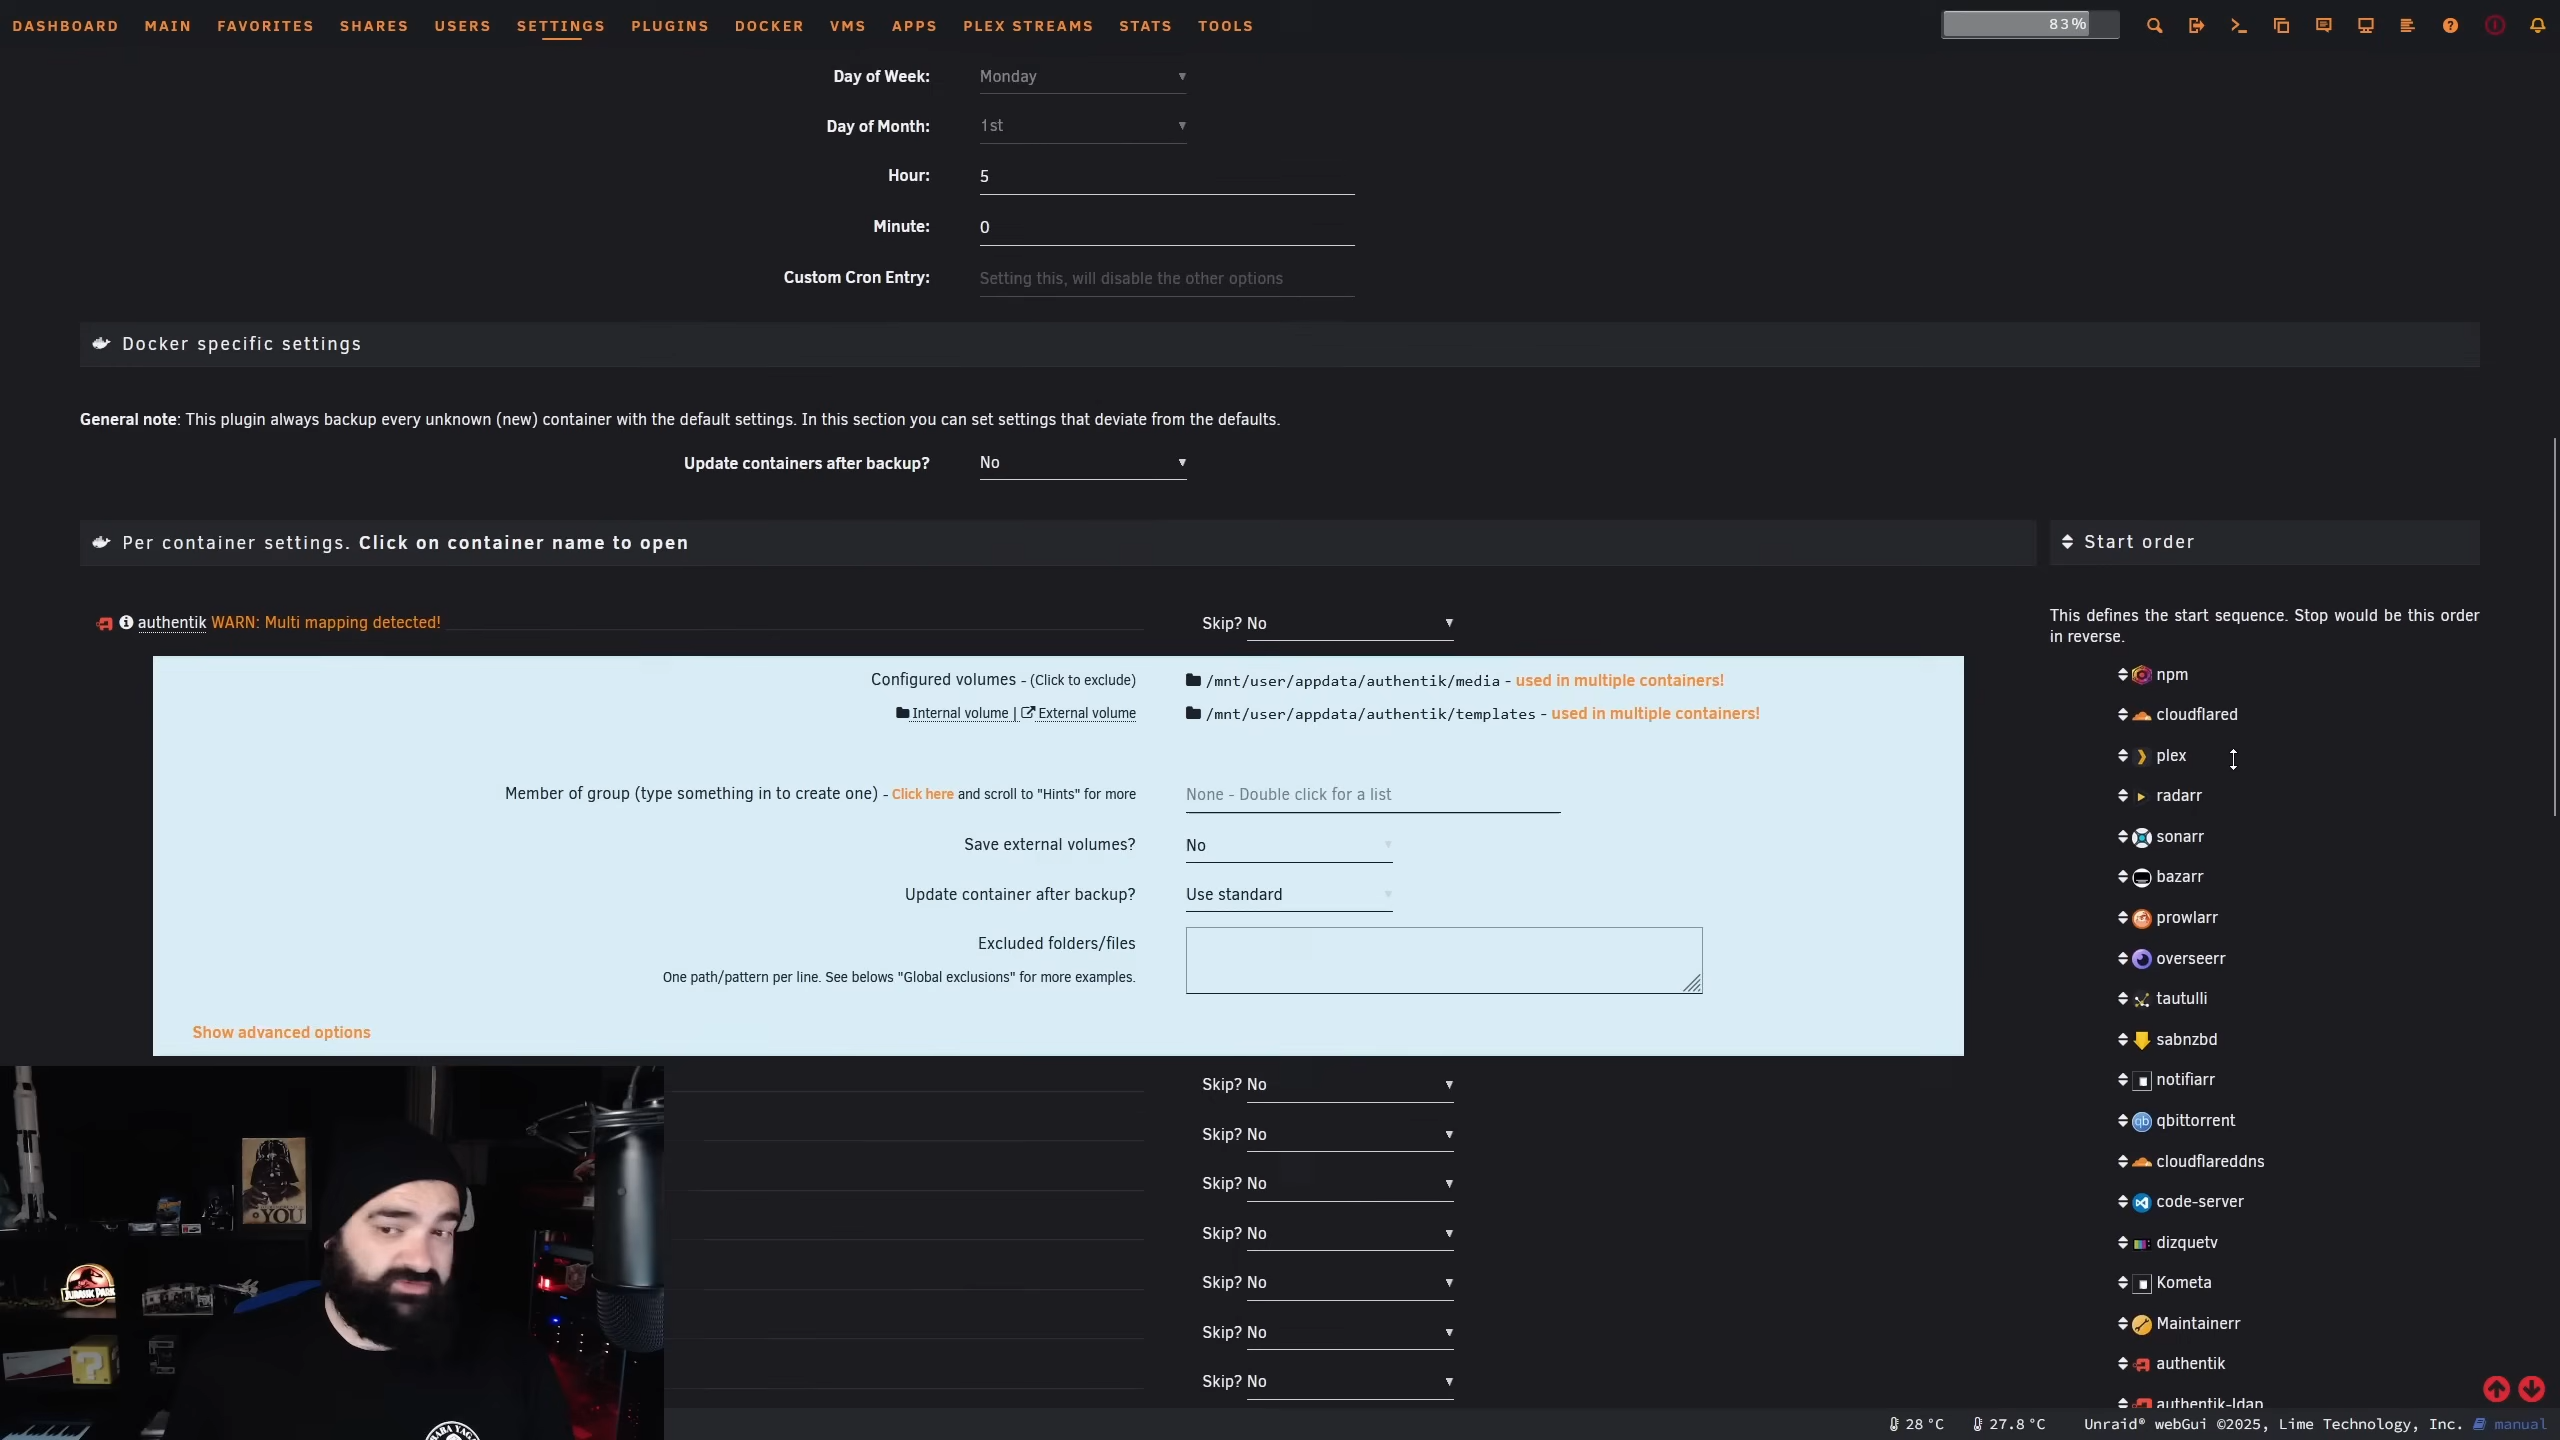 DASHBOARD MAIN FAVORITES SHARES USERS SETTINGS PLUGINS DOCKER VMS APPS PLEX STREAMS STATS TOOLS
83%
Day of Week: Monday
Day of Month: 1st
Hour: 5
Minute: 0
Custom Cron Entry: Setting this, will disable the other options
Docker specific settings
General note: This plugin always backup every unknown (new) container with the default settings. In this section you can set settings that deviate from the defaults.
Update containers after backup? No
Per container settings. Click on container name to open
authentik WARN: Multi mapping detected! Skip? No
Configured volumes - (Click to exclude) /mnt/user/appdata/authentik/media - used in multiple containers!
Internal volume | External volume /mnt/user/appdata/authentik/templates - used in multiple containers!
Member of group (type something in to create one) - Click here and scroll to "Hints" for more None - Double click for a list
Save external volumes? No
Update container after backup? Use standard
Excluded folders/files
One path/pattern per line. See belows "Global exclusions" for more examples.
Show advanced options
Skip? No
Skip? No
Skip? No
Skip? No
Skip? No
Skip? No
Skip? No
Start order
This defines the start sequence. Stop would be this order
in reverse.
npm
cloudflared
plex
radarr
sonarr
bazarr
prowlarr
overseerr
tautulli
sabnzbd
notifiarr
qb qbittorrent
cloudflareddns
code-server
dizquetv
Kometa
Maintainerr
authentik
authentik-ldap
YOU
JURASSIC PARK
?
BABA YAGA
28 °C 27.8 °C Unraid® webGui ©2025, Lime Technology, Inc. manual